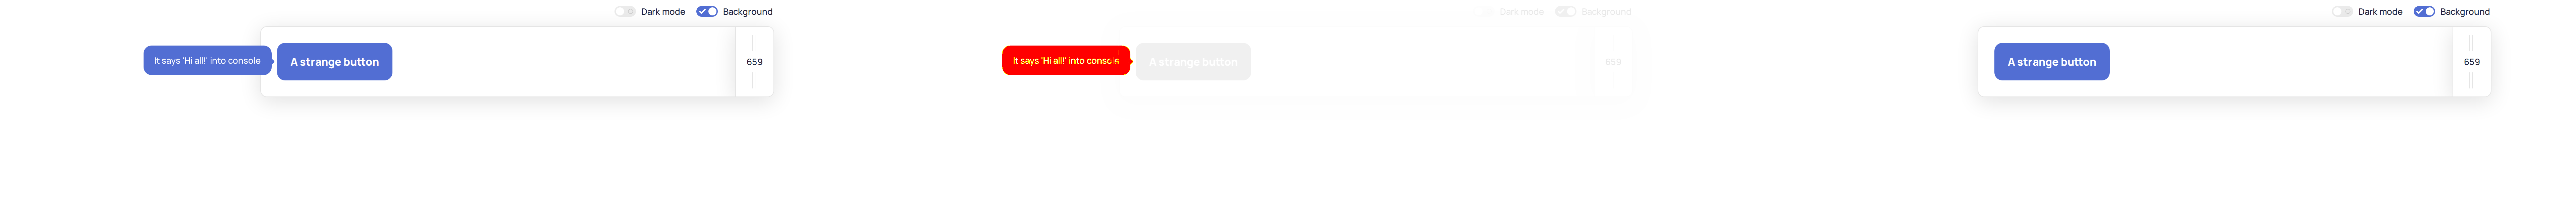 Dark mode Background
It says 'Hi all!' into console A strange button 659
Dark mode Background
It says 'Hi all!' into console A strange button 659
Dark mode Background
A strange button 659